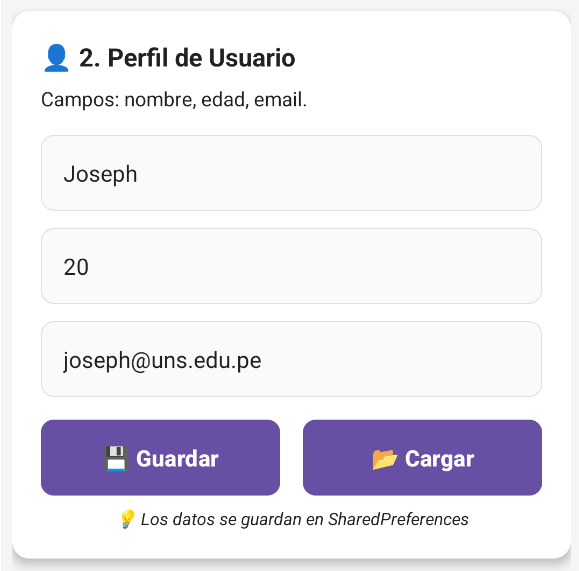 👤 2. Perfil de Usuario
Campos: nombre, edad, email.
Joseph
20
joseph@uns.edu.pe
💾 Guardar
📂 Cargar
💡 Los datos se guardan en SharedPreferences